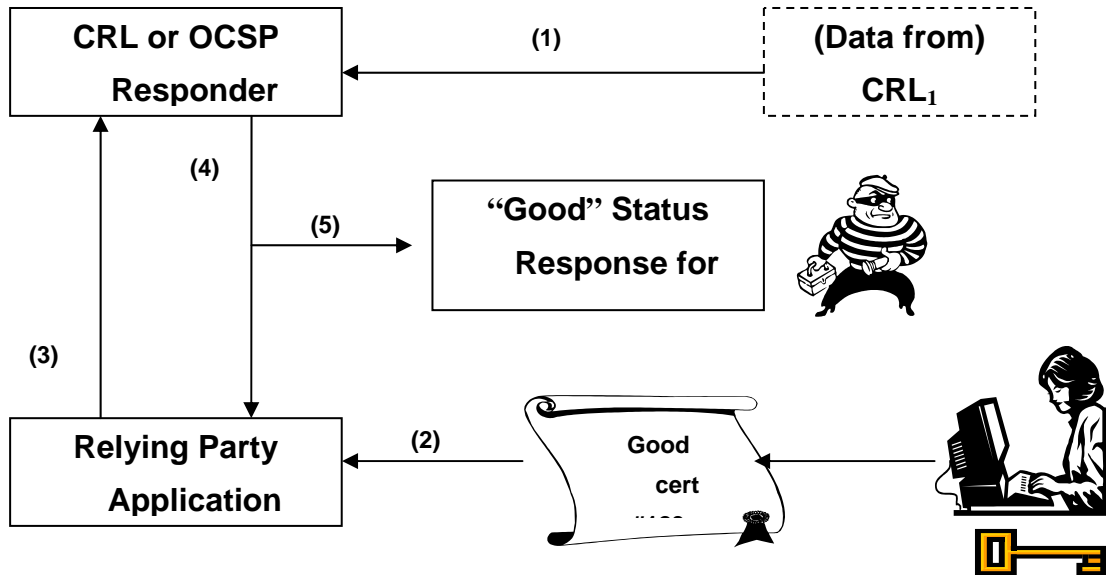 CRL or OCSP
Responder
(1)
(Data from)
CRL₁
(4)
(5)
“Good” Status
Response for
(3)
Relying Party
Application
(2)
Good
cert